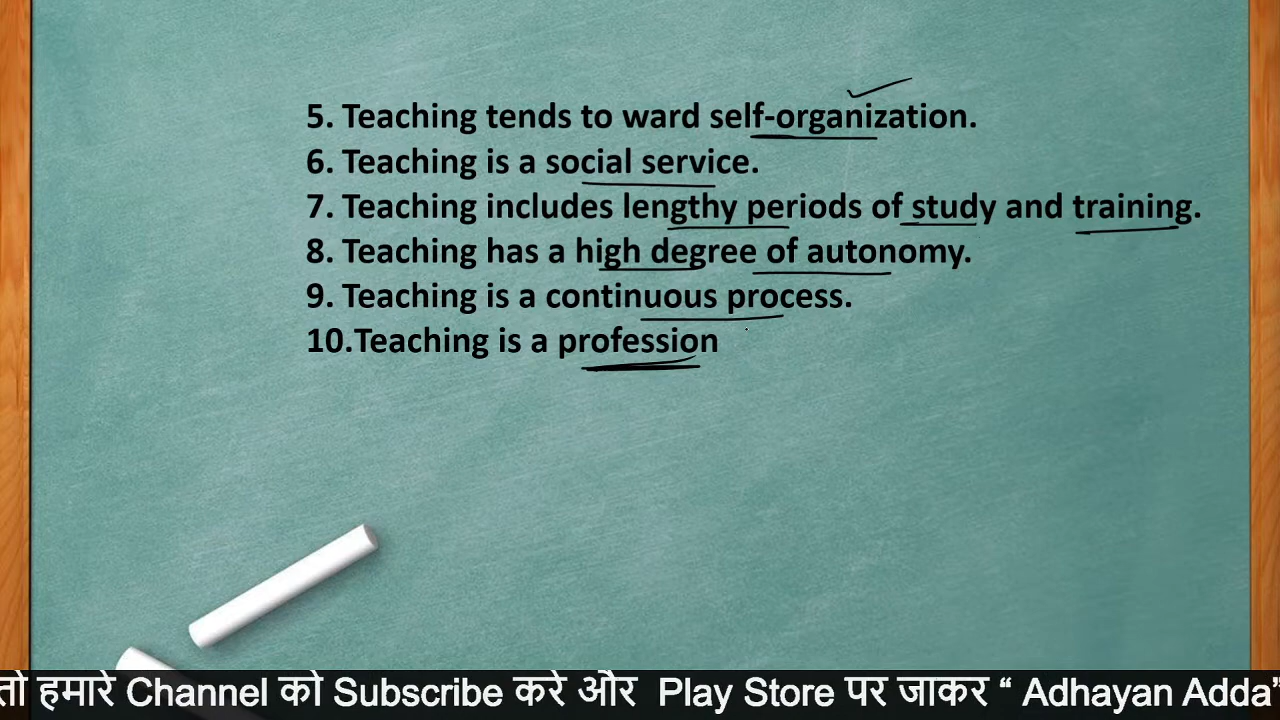 5. Teaching tends to ward self-organization.
6. Teaching is a social service.
7. Teaching includes lengthy periods of study and training.
8. Teaching has a high degree of autonomy.
9. Teaching is a continuous process.
10.Teaching is a profession
तो हमारे Channel को Subscribe करे और Play Store पर जाकर “ Adhayan Adda”